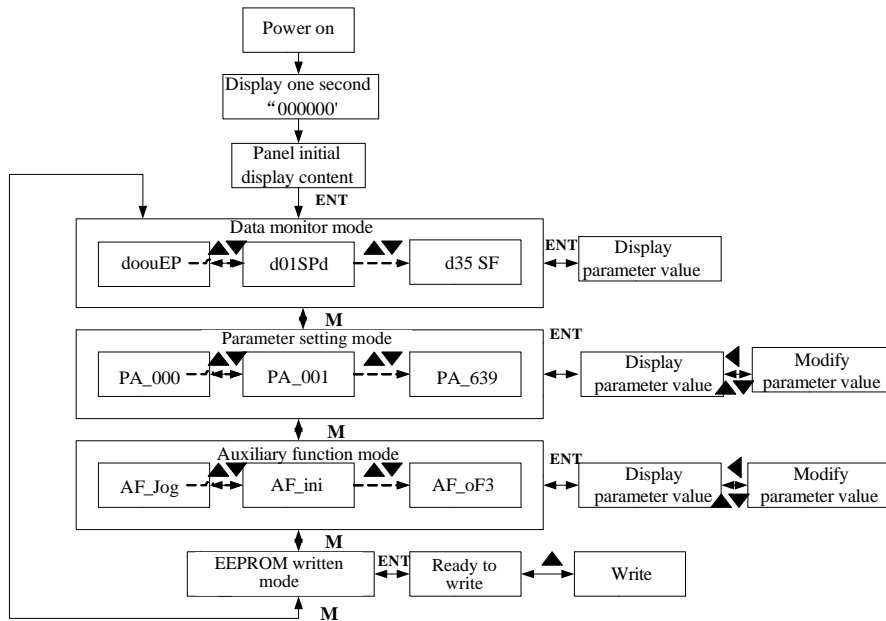 Power on
Display one second
“000000'
Panel initial
display content
ENT
Data monitor mode
doouEP
d01SPd
d35 SF
ENT
Display
parameter value
M
Parameter setting mode
PA_000
PA_001
PA_639
ENT
Display
parameter value
Modify
parameter value
M
Auxiliary function mode
AF_Jog
AF_ini
AF_oF3
ENT
Display
parameter value
Modify
parameter value
M
EEPROM written
mode
ENT
Ready to
write
Write
M